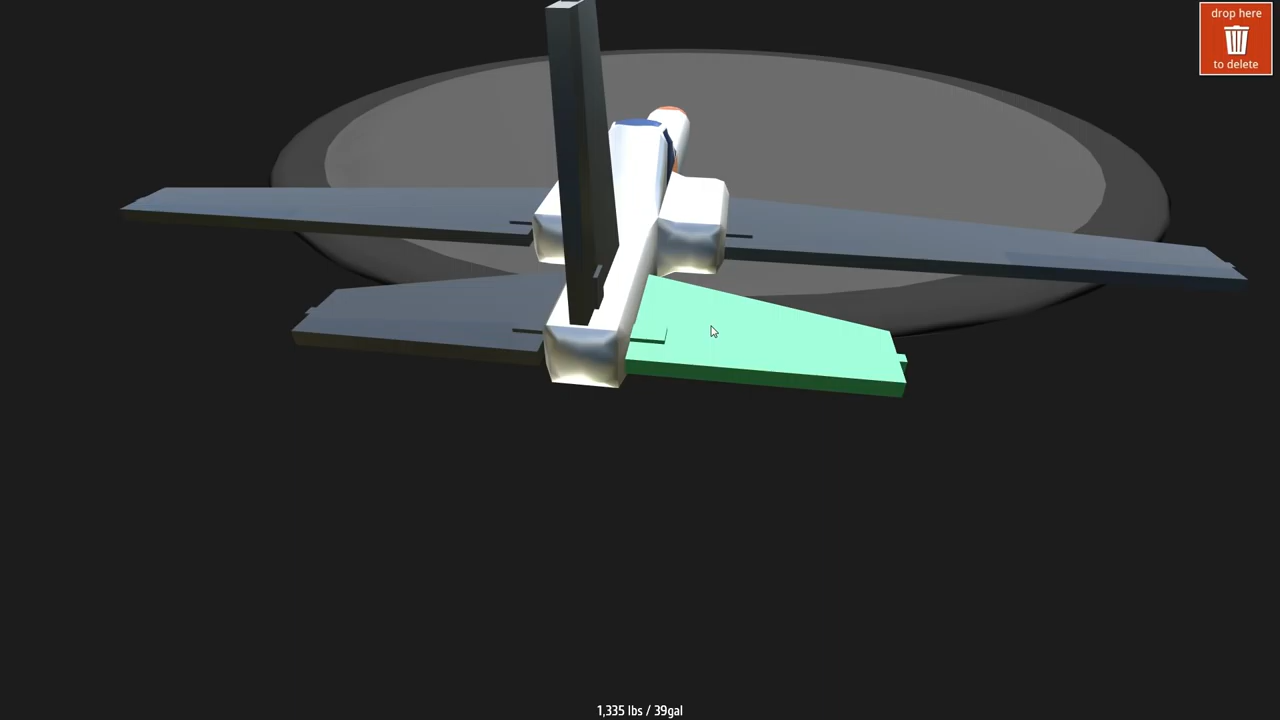 drop here
to delete
1,335 lbs / 39gal